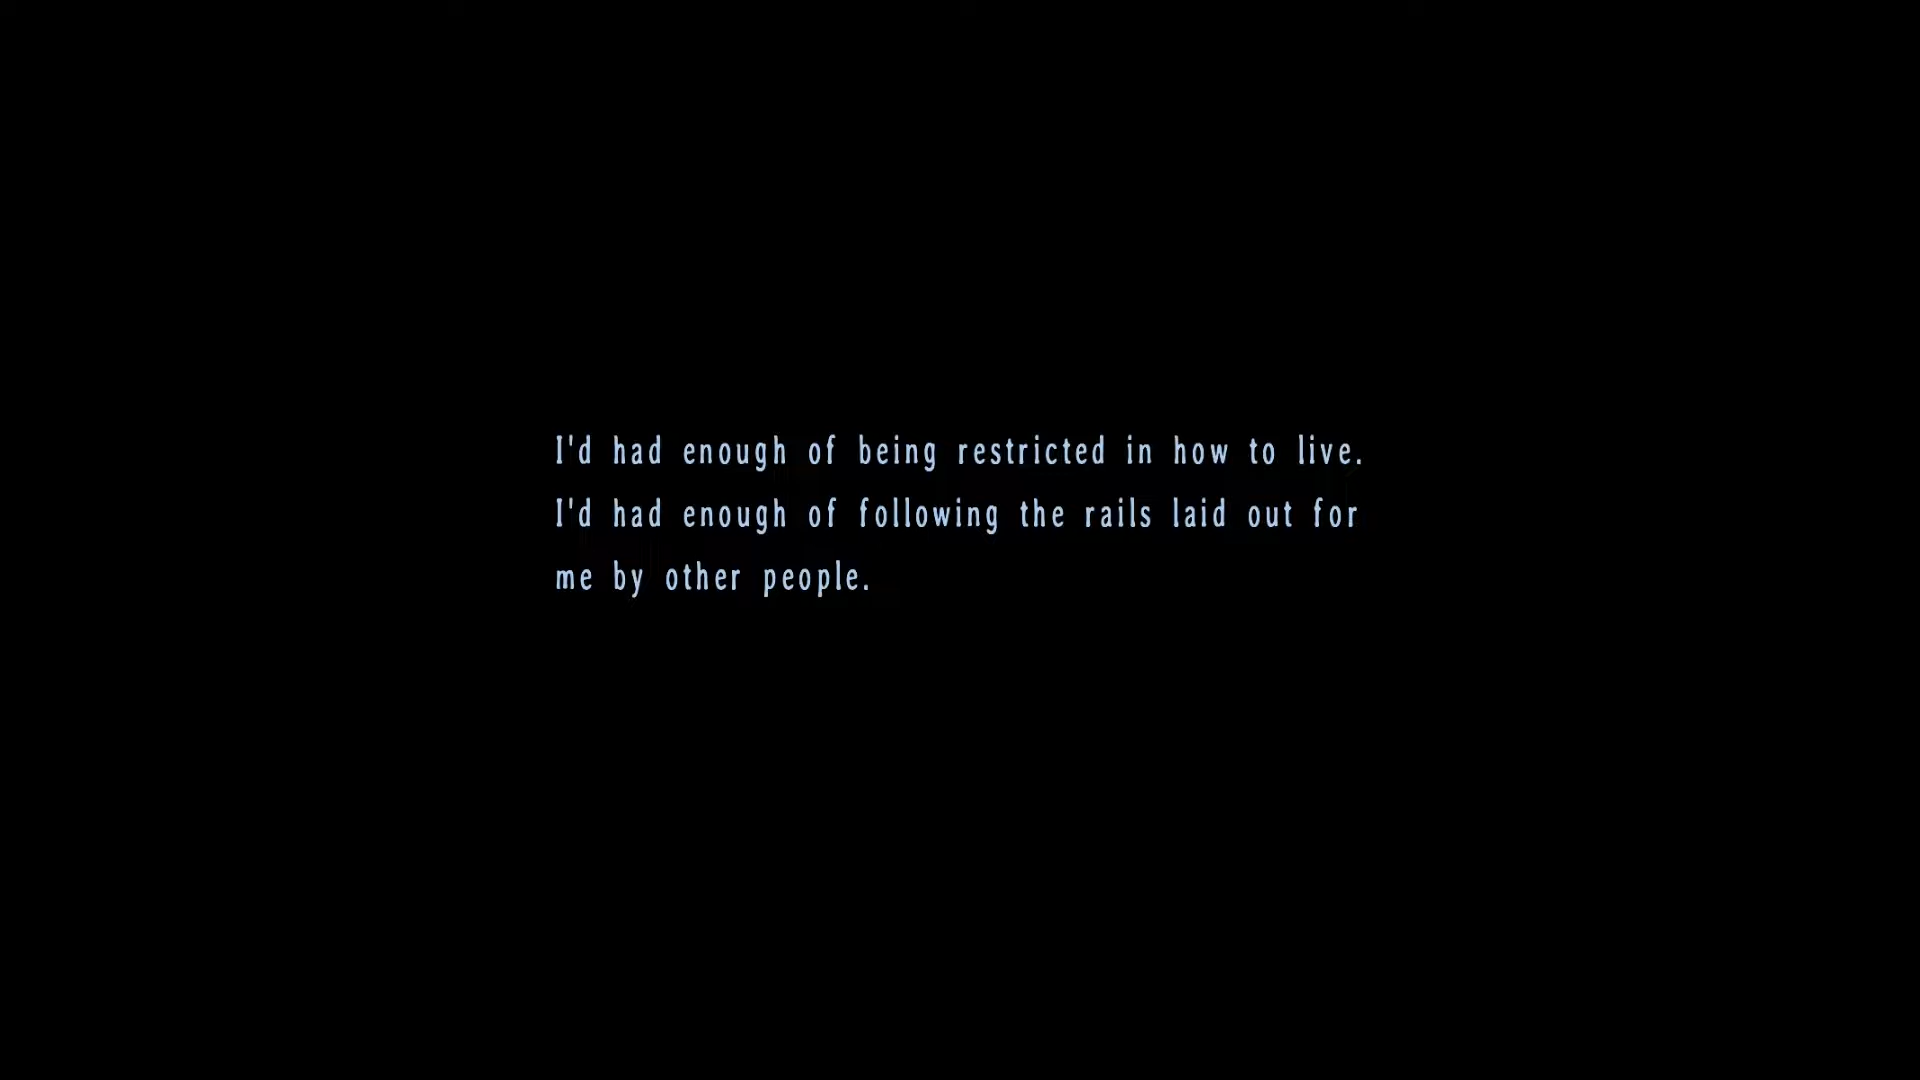 I'd had enough of being restricted in how to live.
I'd had enough of following the rails laid out for
me by other people.